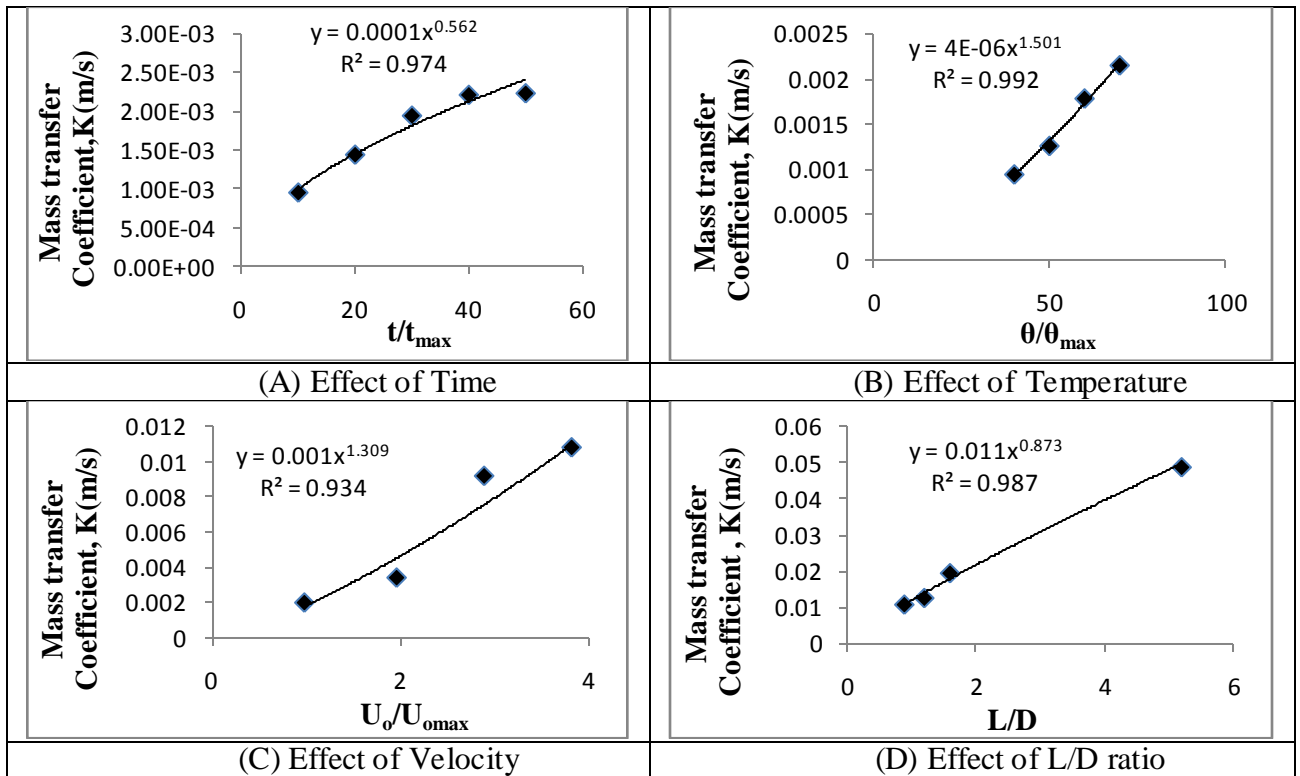 3.00E-03
2.50E-03
2.00E-03
1.50E-03
1.00E-03
5.00E-04
0.00E+00
Mass transfer
Coefficient,K(m/s)
y = 0.0001x^0.562
R² = 0.974
0 20 40 60
t/t_max
(A) Effect of Time
0.0025
0.002
0.0015
0.001
0.0005
0
Mass transfer
Coefficient, K(m/s)
y = 4E-06x^1.501
R² = 0.992
0 50 100
θ/θ_max
(B) Effect of Temperature
0.012
0.01
0.008
0.006
0.004
0.002
0
Mass transfer
Coefficient, K(m/s)
y = 0.001x^1.309
R² = 0.934
0 2 4
U_o/U_omax
(C) Effect of Velocity
0.06
0.05
0.04
0.03
0.02
0.01
0
Mass transfer
Coefficient , K(m/s)
y = 0.011x^0.873
R² = 0.987
0 2 4 6
L/D
(D) Effect of L/D ratio